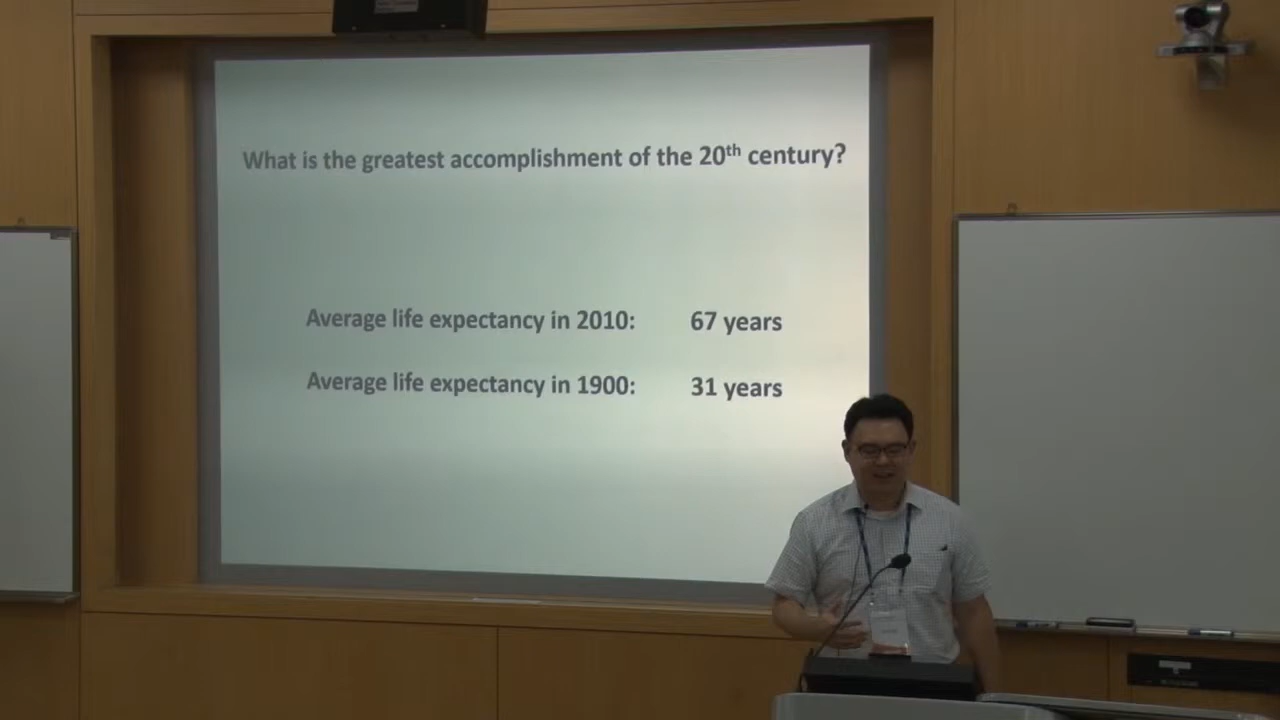 What is the greatest accomplishment of the 20th century?
Average life expectancy in 2010: 67 years
Average life expectancy in 1900: 31 years